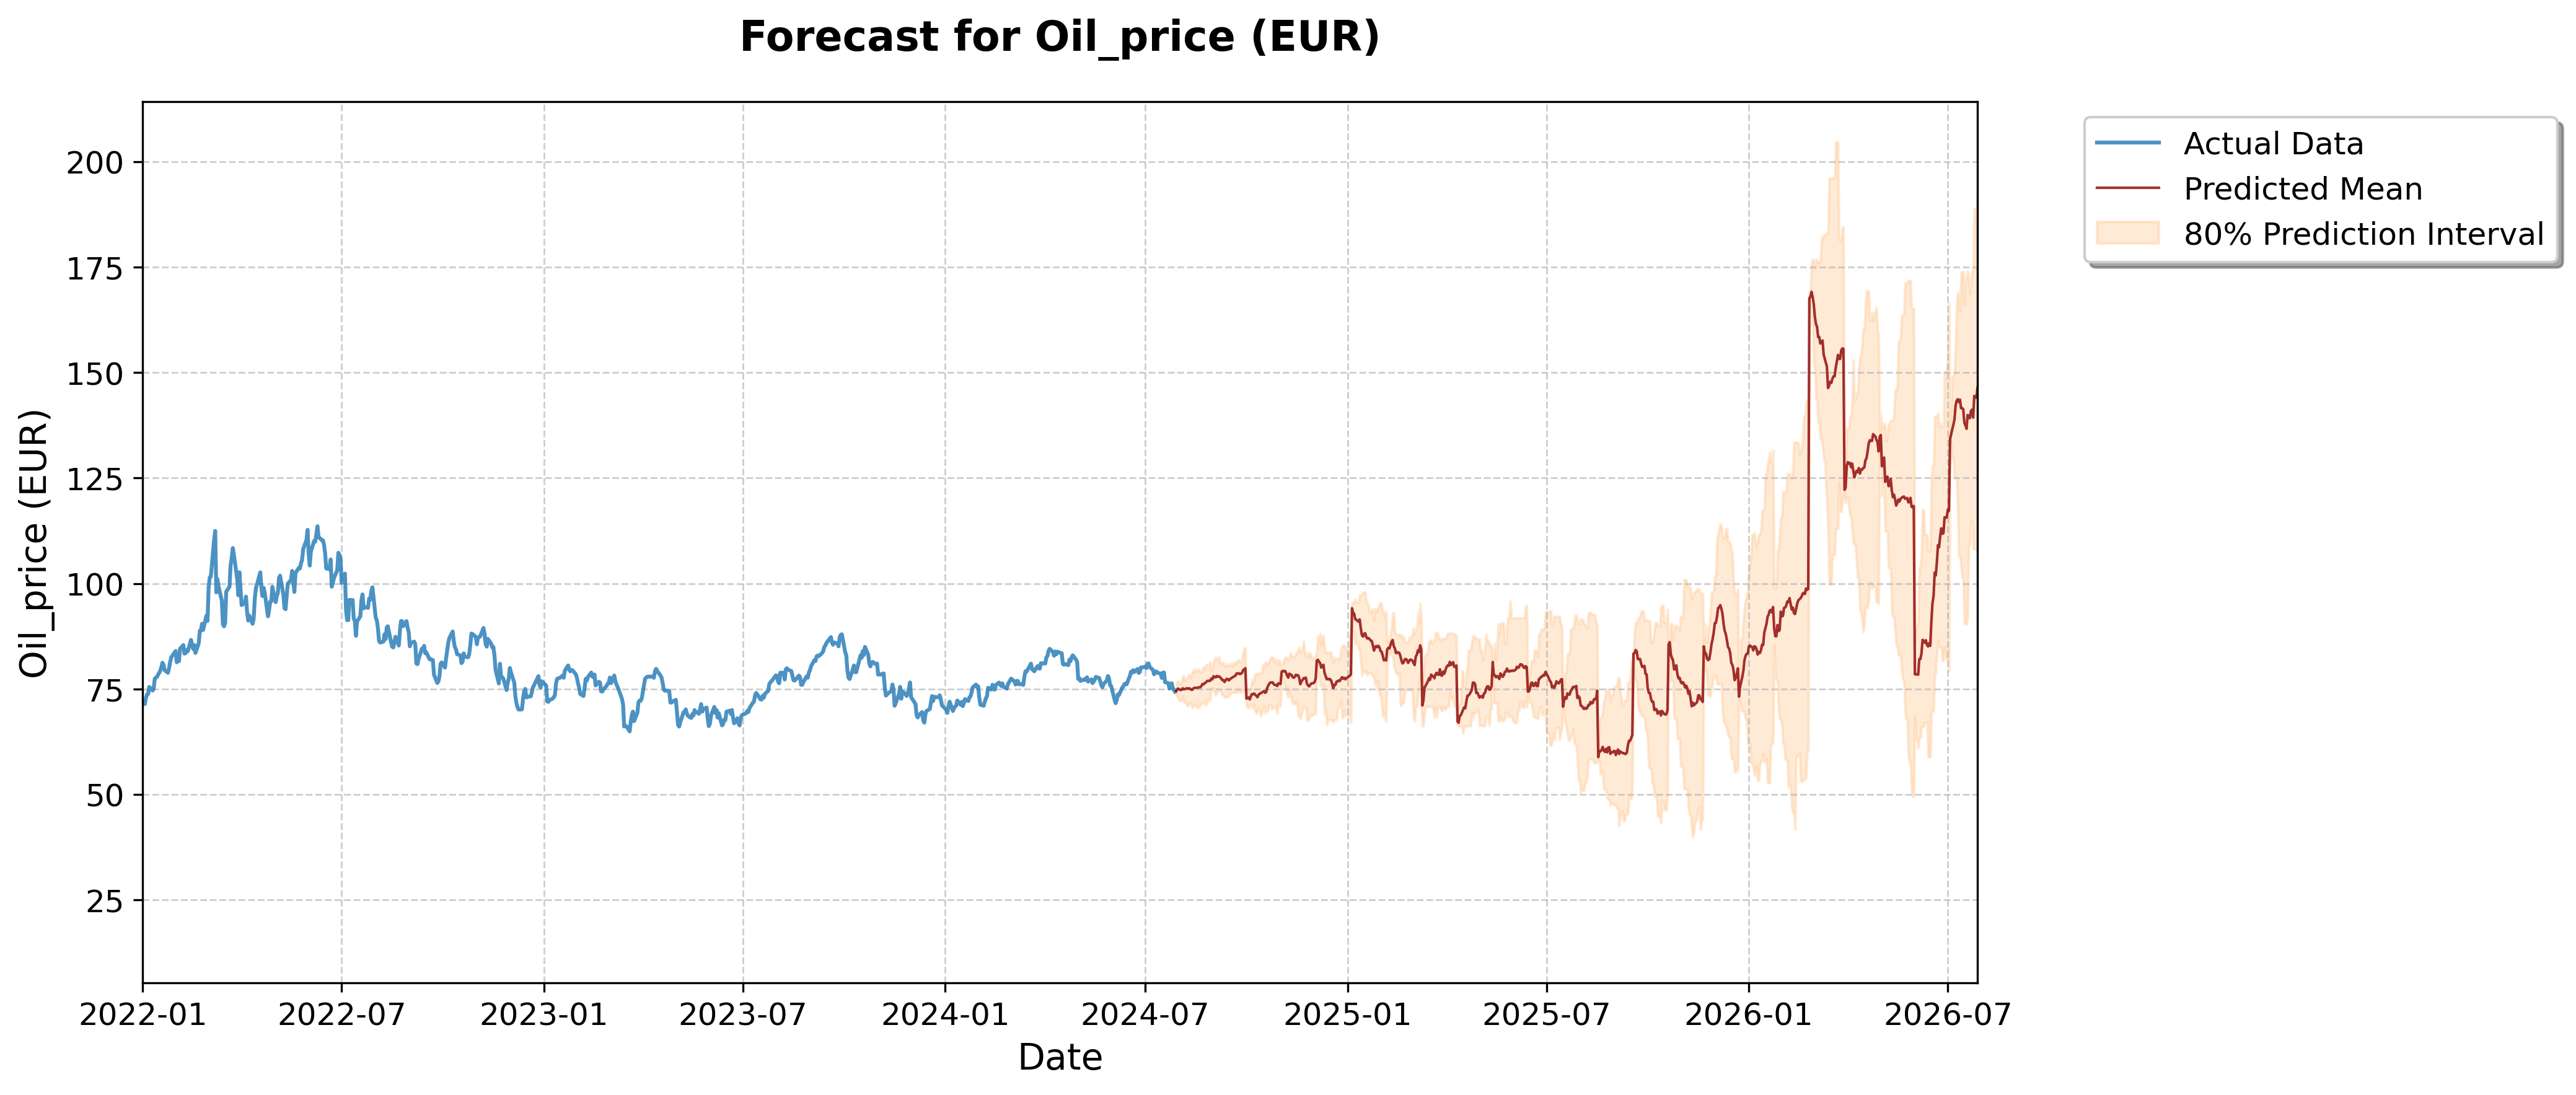 Forecast for Oil_price (EUR)
Actual Data
Predicted Mean
80% Prediction Interval
Oil_price (EUR)
200
175
150
125
100
75
50
25
2022-01 2022-07 2023-01 2023-07 2024-01 2024-07 2025-01 2025-07 2026-01 2026-07
Date